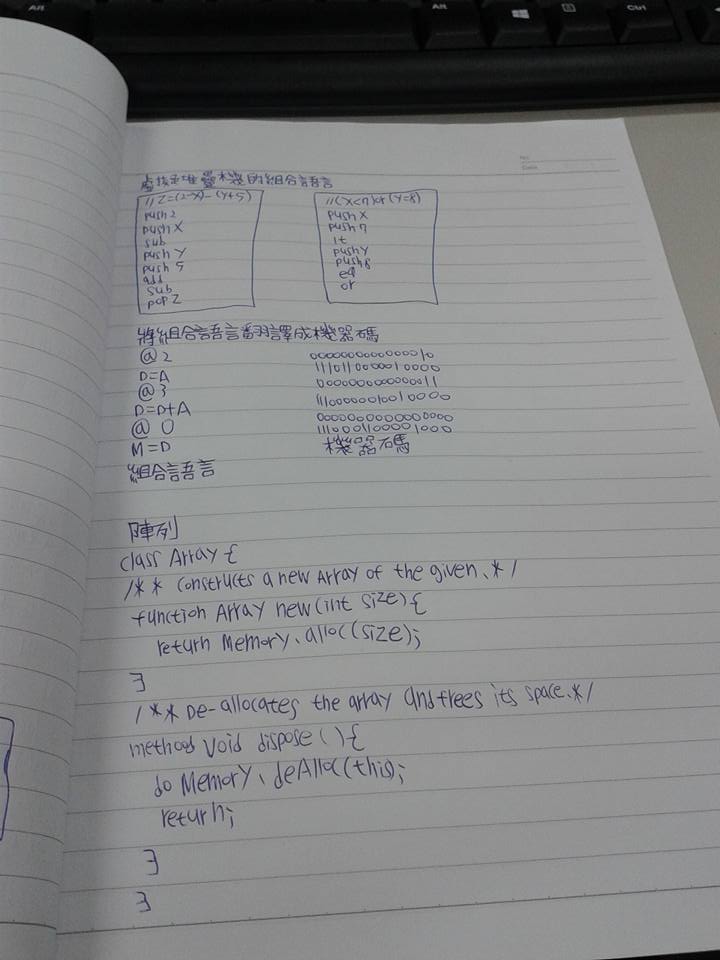 Alt
Alt
Ctrl
No.
Date
虛擬堆疊機的組合語言
//Z=(2-X)-(Y+5)
push 2
push X
sub
push Y
push 5
add
sub
pop Z
//(X<7)or(Y=8)
push X
push 7
lt
push Y
push 8
eq
or
將組合語言翻譯成機器碼
@2
D=A
@3
D=D+A
@0
M=D
組合語言
0000000000000010
1110110000010000
0000000000000011
1110000010010000
0000000000000000
1110001100001000
機器碼
陣列
class Array {
/** constructs a new Array of the given.*/
function Array new(int size){
return Memory.alloc(size);
}
/** De-allocates the array and frees its space.*/
method void dispose(){
do Memory.deAlloc(this);
return;
}
}